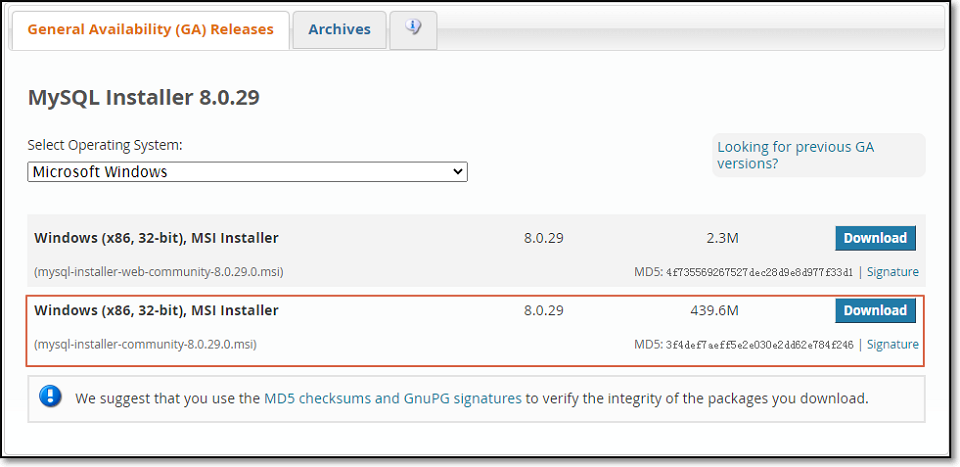 General Availability (GA) Releases
Archives
MySQL Installer 8.0.29
Select Operating System:
Looking for previous GA
versions?
Microsoft Windows
Windows (x86, 32-bit), MSI Installer 8.0.29 2.3M Download
(mysql-installer-web-community-8.0.29.0.msi) MD5: 4f735569267527dec28d9e8d977f33d1 | Signature
Windows (x86, 32-bit), MSI Installer 8.0.29 439.6M Download
(mysql-installer-community-8.0.29.0.msi) MD5: 3f4def7aeff5e2e030e2dd62e784f246 | Signature
We suggest that you use the MD5 checksums and GnuPG signatures to verify the integrity of the packages you download.